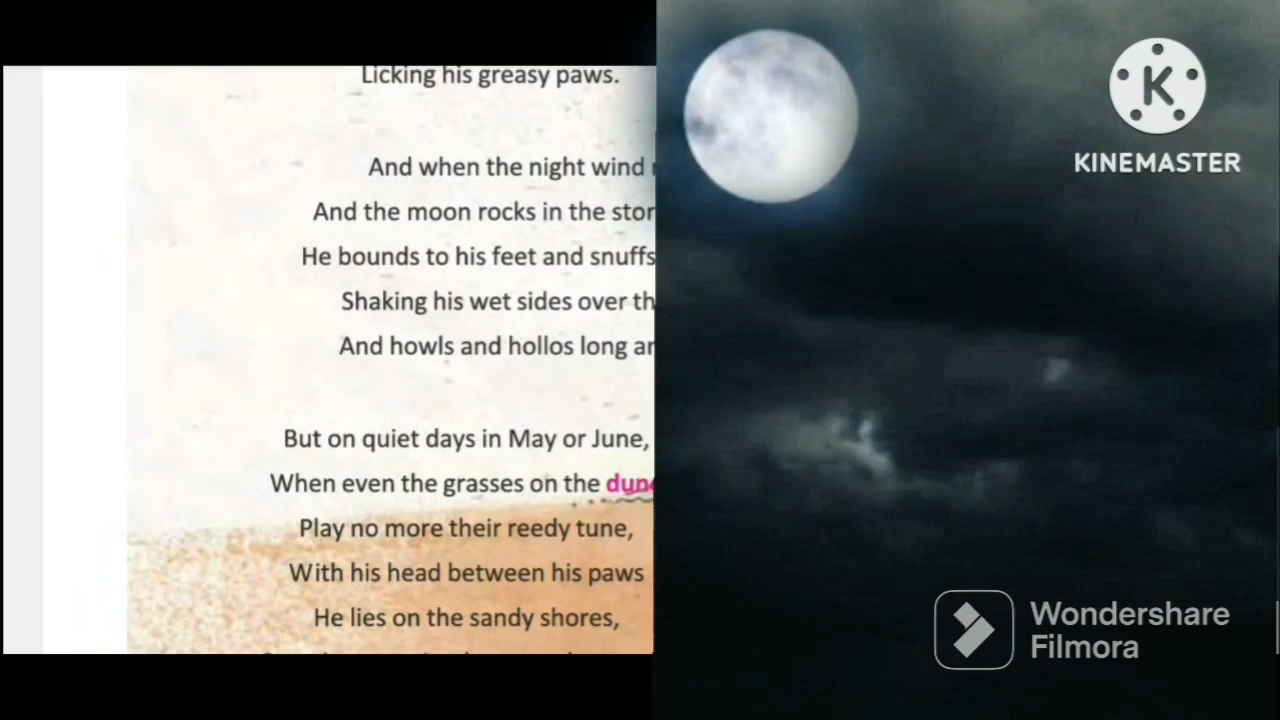 Licking his greasy paws.
And when the night wind
And the moon rocks in the stor
He bounds to his feet and snuffs
Shaking his wet sides over th
And howls and hollos long an
But on quiet days in May or June,
When even the grasses on the dune
Play no more their reedy tune,
With his head between his paws
He lies on the sandy shores,
KINEMASTER
Wondershare
Filmora